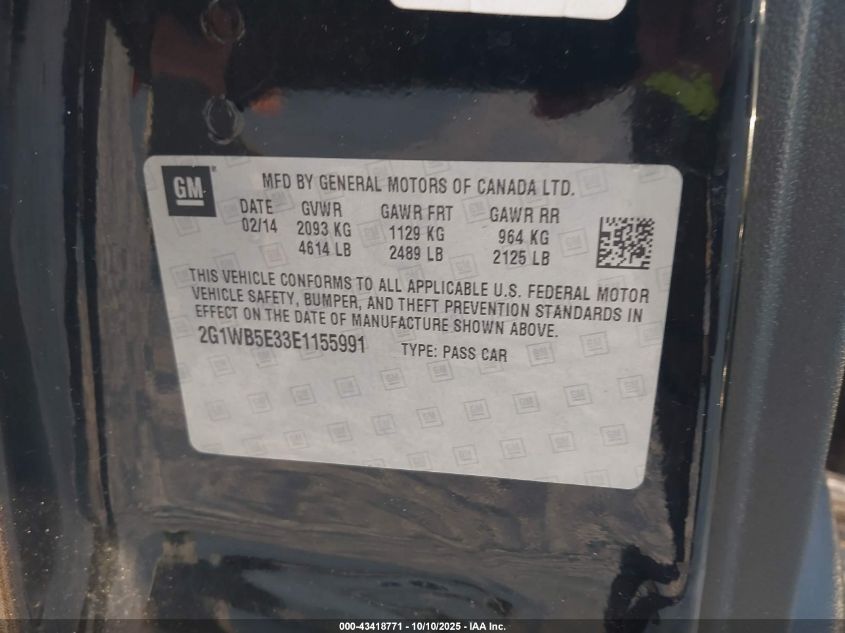 GM
MFD BY GENERAL MOTORS OF CANADA LTD.
DATE GVWR GAWR FRT GAWR RR
02/14 2093 KG 1129 KG 964 KG
4614 LB 2489 LB 2125 LB
THIS VEHICLE CONFORMS TO ALL APPLICABLE U.S. FEDERAL MOTOR
VEHICLE SAFETY, BUMPER, AND THEFT PREVENTION STANDARDS IN
EFFECT ON THE DATE OF MANUFACTURE SHOWN ABOVE.
2G1WB5E33E1155991 TYPE: PASS CAR
000-43418771 - 10/10/2025 - IAA Inc.